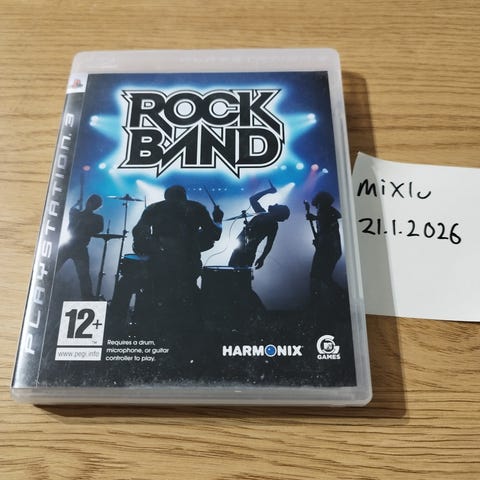 PLAYSTATION 3
ROCK
BAND
12+
www.pegi.info
Requires a drum,
microphone, or guitar
controller to play.
HARMONIX
GAMES
mixlu
21.1.2026